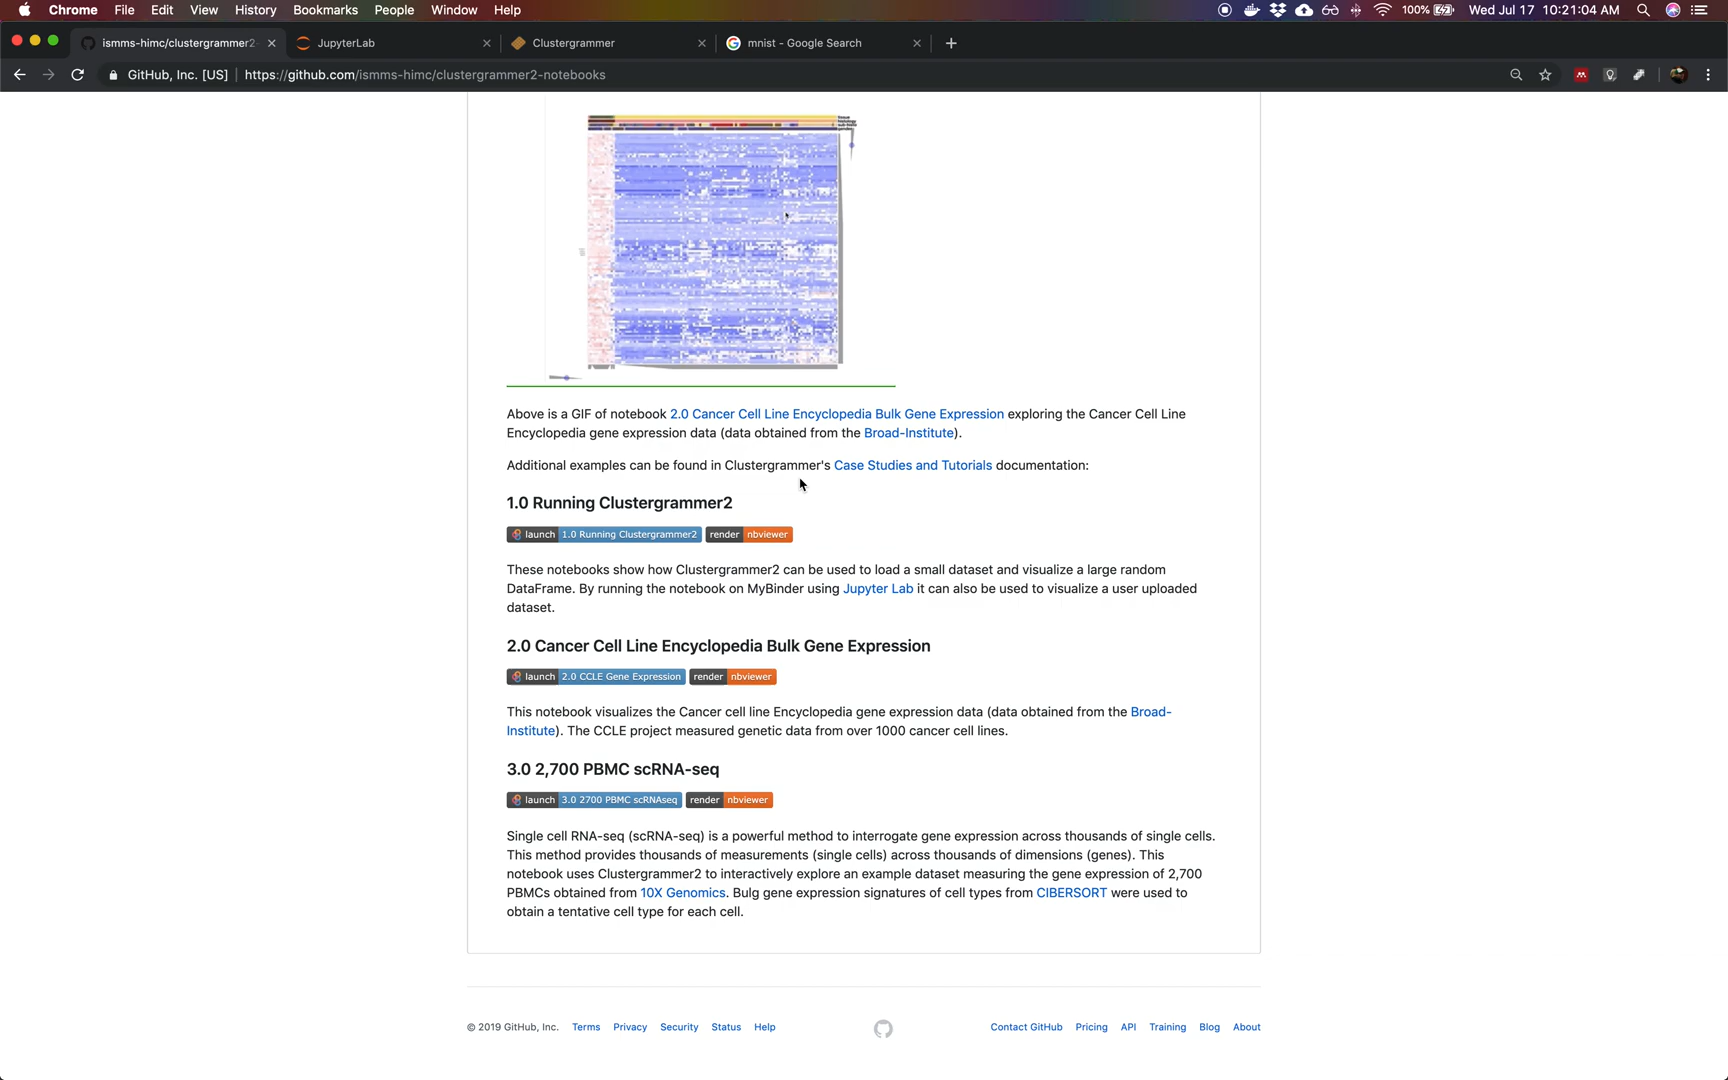 Chrome File Edit View History Bookmarks People Window Help 100% Wed Jul 17 10:21:04 AM
ismms-himc/clustergrammer2- JupyterLab Clustergrammer mnist - Google Search
GitHub, Inc. [US] https://github.com/ismms-himc/clustergrammer2-notebooks
Above is a GIF of notebook 2.0 Cancer Cell Line Encyclopedia Bulk Gene Expression exploring the Cancer Cell Line
Encyclopedia gene expression data (data obtained from the Broad-Institute).
Additional examples can be found in Clustergrammer's Case Studies and Tutorials documentation:
1.0 Running Clustergrammer2
launch 1.0 Running Clustergrammer2 render nbviewer
These notebooks show how Clustergrammer2 can be used to load a small dataset and visualize a large random
DataFrame. By running the notebook on MyBinder using Jupyter Lab it can also be used to visualize a user uploaded
dataset.
2.0 Cancer Cell Line Encyclopedia Bulk Gene Expression
launch 2.0 CCLE Gene Expression render nbviewer
This notebook visualizes the Cancer cell line Encyclopedia gene expression data (data obtained from the Broad-
Institute). The CCLE project measured genetic data from over 1000 cancer cell lines.
3.0 2,700 PBMC scRNA-seq
launch 3.0 2700 PBMC scRNAseq render nbviewer
Single cell RNA-seq (scRNA-seq) is a powerful method to interrogate gene expression across thousands of single cells.
This method provides thousands of measurements (single cells) across thousands of dimensions (genes). This
notebook uses Clustergrammer2 to interactively explore an example dataset measuring the gene expression of 2,700
PBMCs obtained from 10X Genomics. Bulg gene expression signatures of cell types from CIBERSORT were used to
obtain a tentative cell type for each cell.
© 2019 GitHub, Inc. Terms Privacy Security Status Help Contact GitHub Pricing API Training Blog About